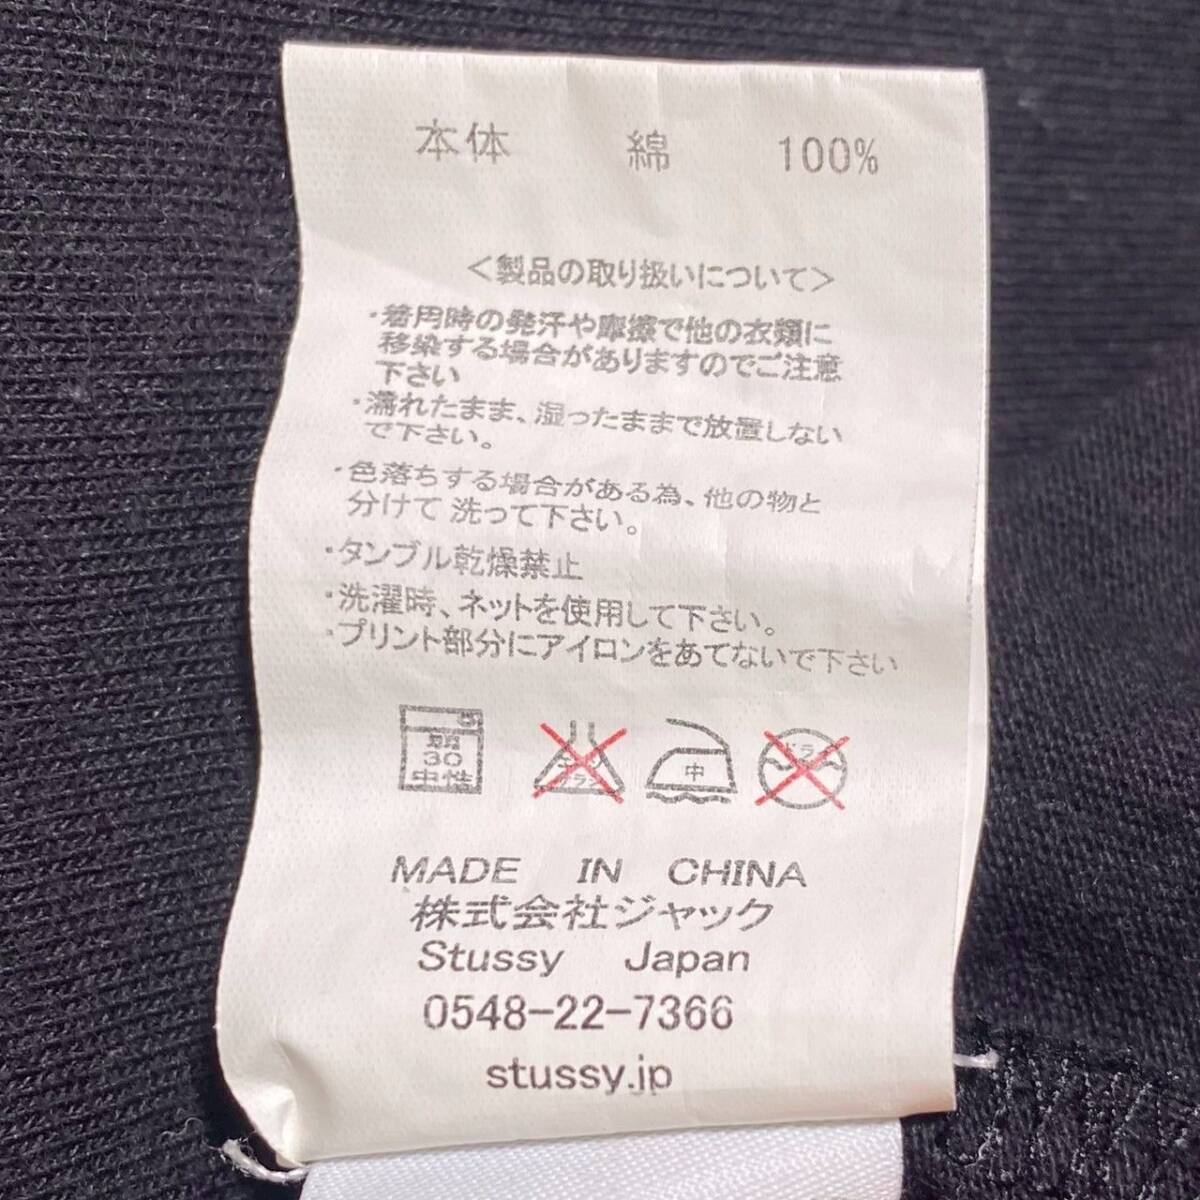 本体 綿 100%
<製品の取り扱いについて>
・着用時の発汗や摩擦で他の衣類に
移染する場合がありますのでご注意
下さい
・濡れたまま、湿ったままで放置しない
で下さい。
・色落ちする場合がある為、他の物と
分けて 洗って下さい。
・タンブル乾燥禁止
・洗濯時、ネットを使用して下さい。
・プリント部分にアイロンをあてないで下さい
弱
30
中性
中
ドライ
MADE IN CHINA
株式会社ジャック
Stussy Japan
0548-22-7366
stussy.jp